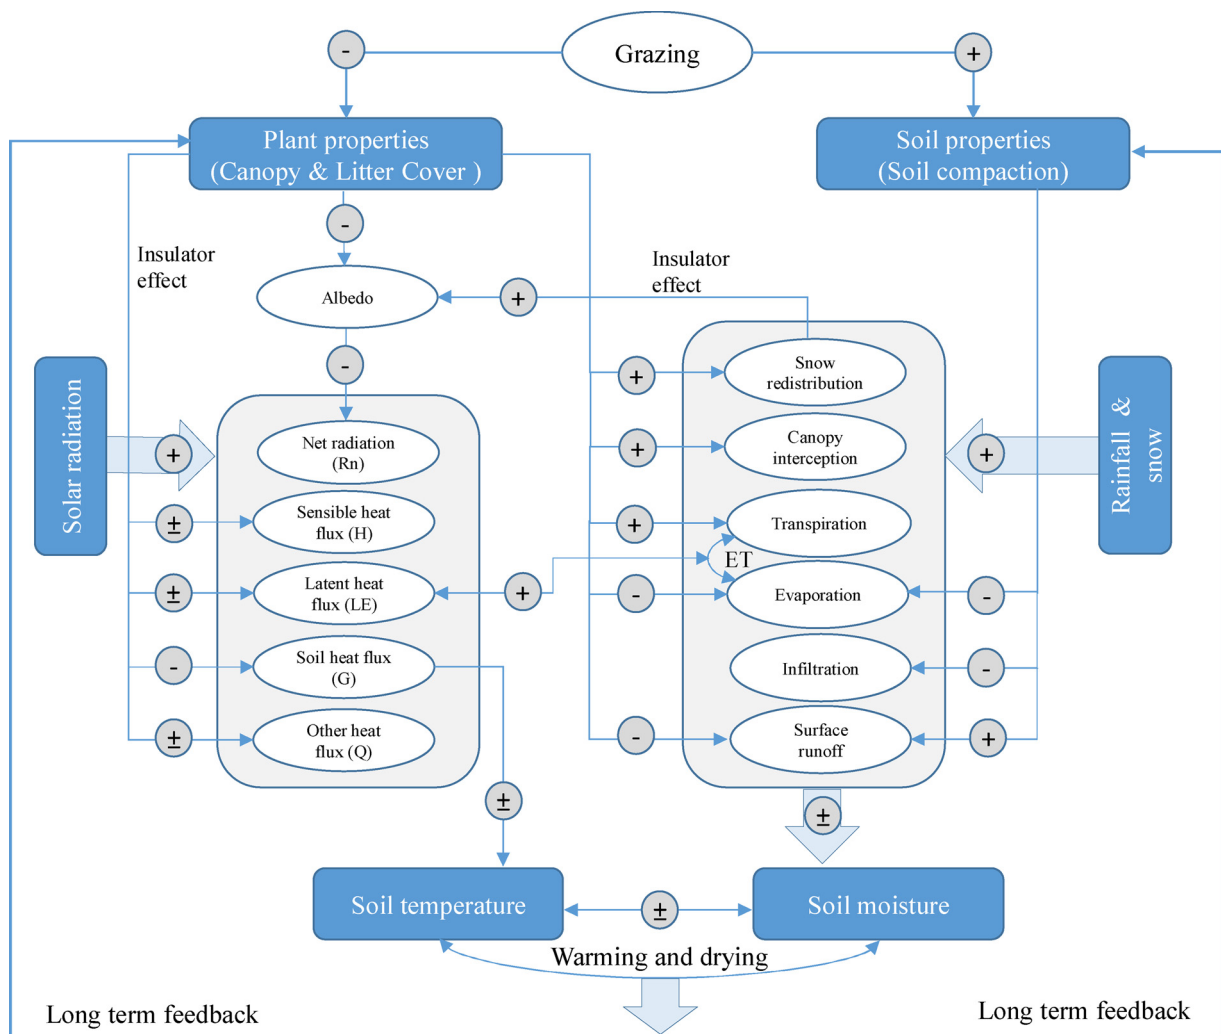 Grazing
-
+
Plant properties
(Canopy & Litter Cover )
Soil properties
(Soil compaction)
-
Insulator
effect
Insulator
effect
Albedo
+
-
Solar radiation
+
Net radiation
(Rn)
±
Sensible heat
flux (H)
±
Latent heat
flux (LE)
-
Soil heat flux
(G)
±
Other heat
flux (Q)
+
Snow
redistribution
+
Canopy
interception
+
Transpiration
ET
+
-
Evaporation
-
Infiltration
-
-
Surface
runoff
+
+
Rainfall &
snow
±
±
Soil temperature
±
Soil moisture
Warming and drying
Long term feedback
Long term feedback